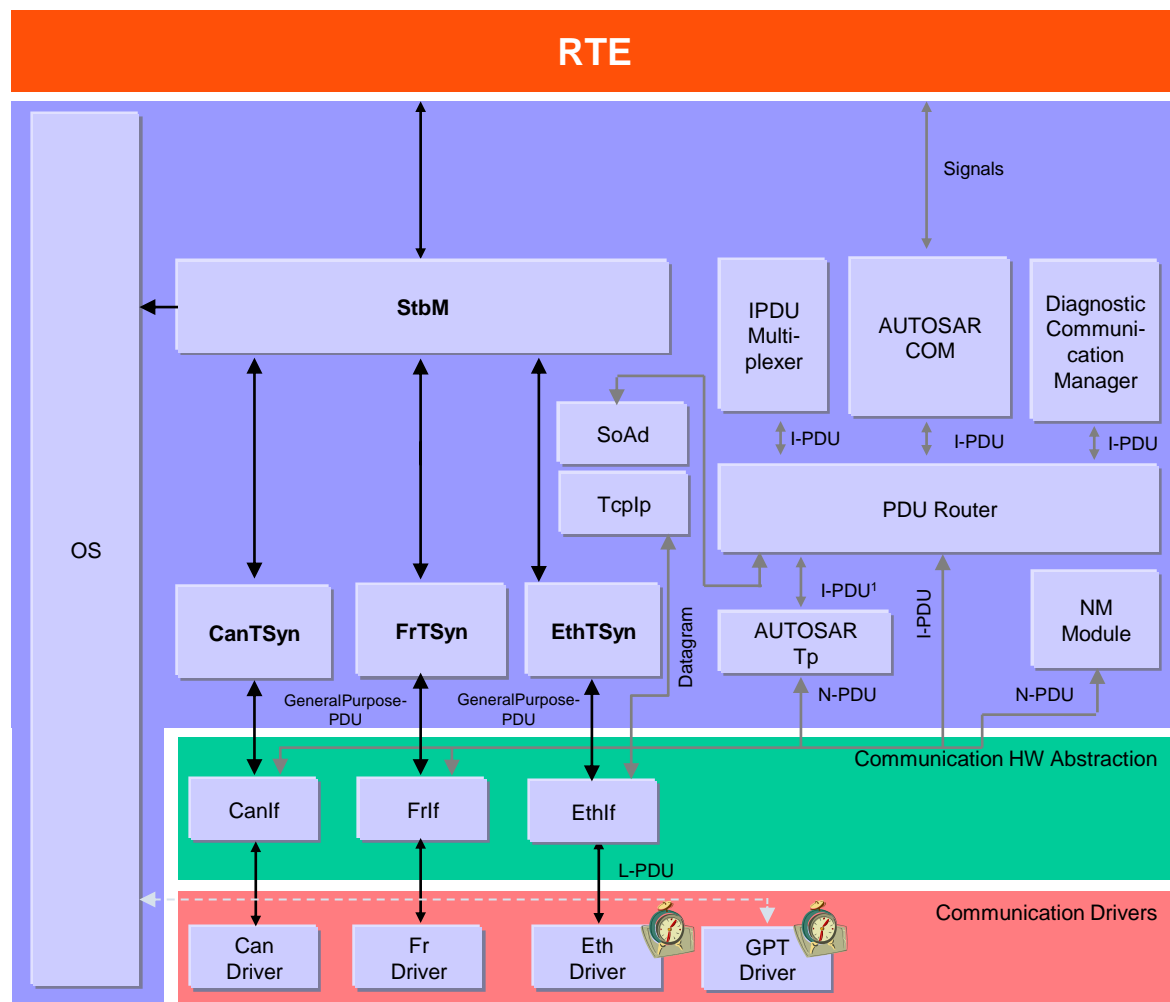 RTE
Signals
StbM
IPDU
Multi-
plexer
AUTOSAR
COM
Diagnostic
Communi-
cation
Manager
SoAd
I-PDU
I-PDU
I-PDU
TcpIp
PDU Router
OS
CanTSyn
FrTSyn
EthTSyn
Datagram
I-PDU¹
I-PDU
AUTOSAR
Tp
NM
Module
GeneralPurpose-
PDU
GeneralPurpose-
PDU
N-PDU
N-PDU
Communication HW Abstraction
CanIf
FrIf
EthIf
L-PDU
Communication Drivers
Can
Driver
Fr
Driver
Eth
Driver
GPT
Driver